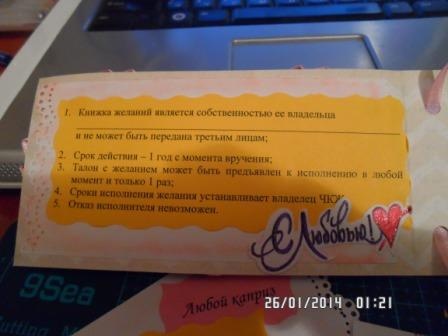 1. Книжка желаний является собственностью ее владельца
и не может быть передана третьим лицам;
2. Срок действия – 1 год с момента вручения;
3. Талон с желанием может быть предъявлен к исполнению в любой
момент и только 1 раз;
4. Сроки исполнения желания устанавливает владелец ЧКЖ
5. Отказ исполнителя невозможен.
С Любовью!
9Sea
Cutting M
Любой каприз
26/01/2014 01:21